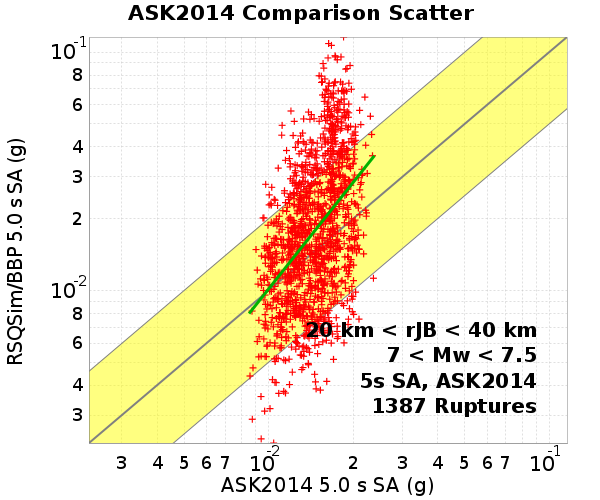 ASK2014 Comparison Scatter
RSQSim/BBP 5.0 s SA (g)
10⁻¹
8
6
4
3
2
10⁻²
8
6
4
3
20 km < rJB < 40 km
7 < Mw < 7.5
5s SA, ASK2014
1387 Ruptures
3 4 5 6 7 10⁻² 2 3 4 5 6 7 10⁻¹
ASK2014 5.0 s SA (g)